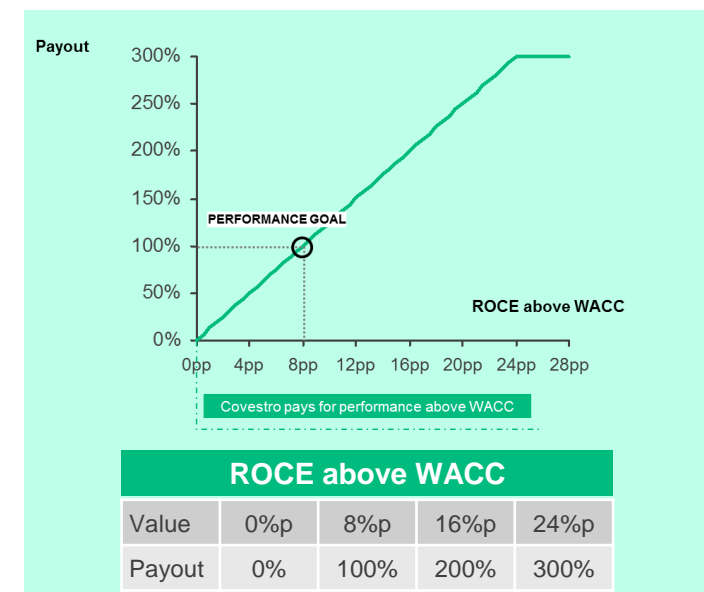 Payout
300%
250%
200%
150%
PERFORMANCE GOAL
100%
50%
ROCE above WACC
0%
0pp 4pp 8pp 12pp 16pp 20pp 24pp 28pp
Covestro pays for performance above WACC
ROCE above WACC
Value 0%p 8%p 16%p 24%p
Payout 0% 100% 200% 300%